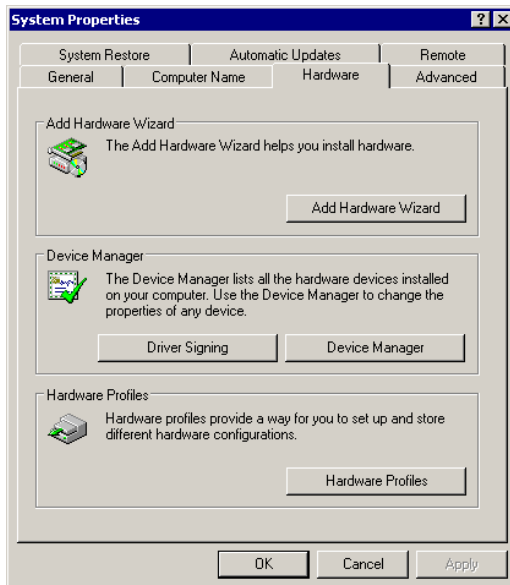 System Properties
System Restore Automatic Updates Remote
General Computer Name Hardware Advanced
Add Hardware Wizard
The Add Hardware Wizard helps you install hardware.
Add Hardware Wizard
Device Manager
The Device Manager lists all the hardware devices installed
on your computer. Use the Device Manager to change the
properties of any device.
Driver Signing Device Manager
Hardware Profiles
Hardware profiles provide a way for you to set up and store
different hardware configurations.
Hardware Profiles
OK Cancel Apply